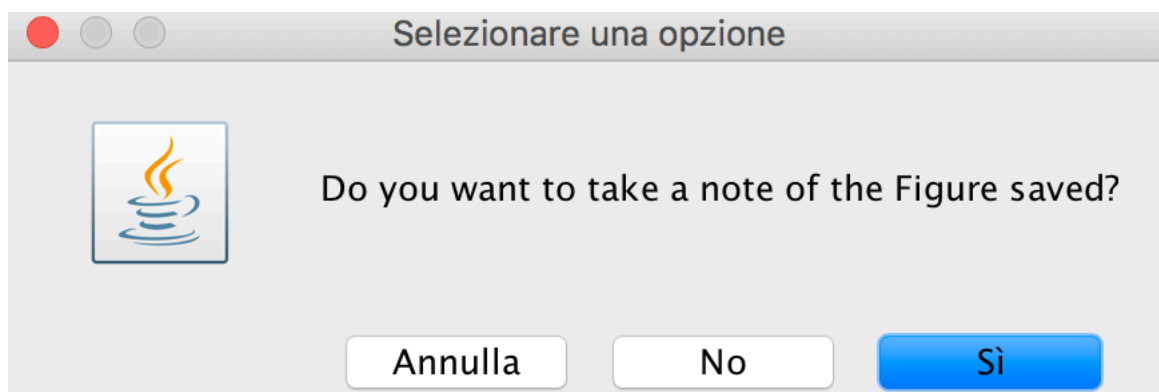 Selezionare una opzione
Do you want to take a note of the Figure saved?
Annulla No Sì